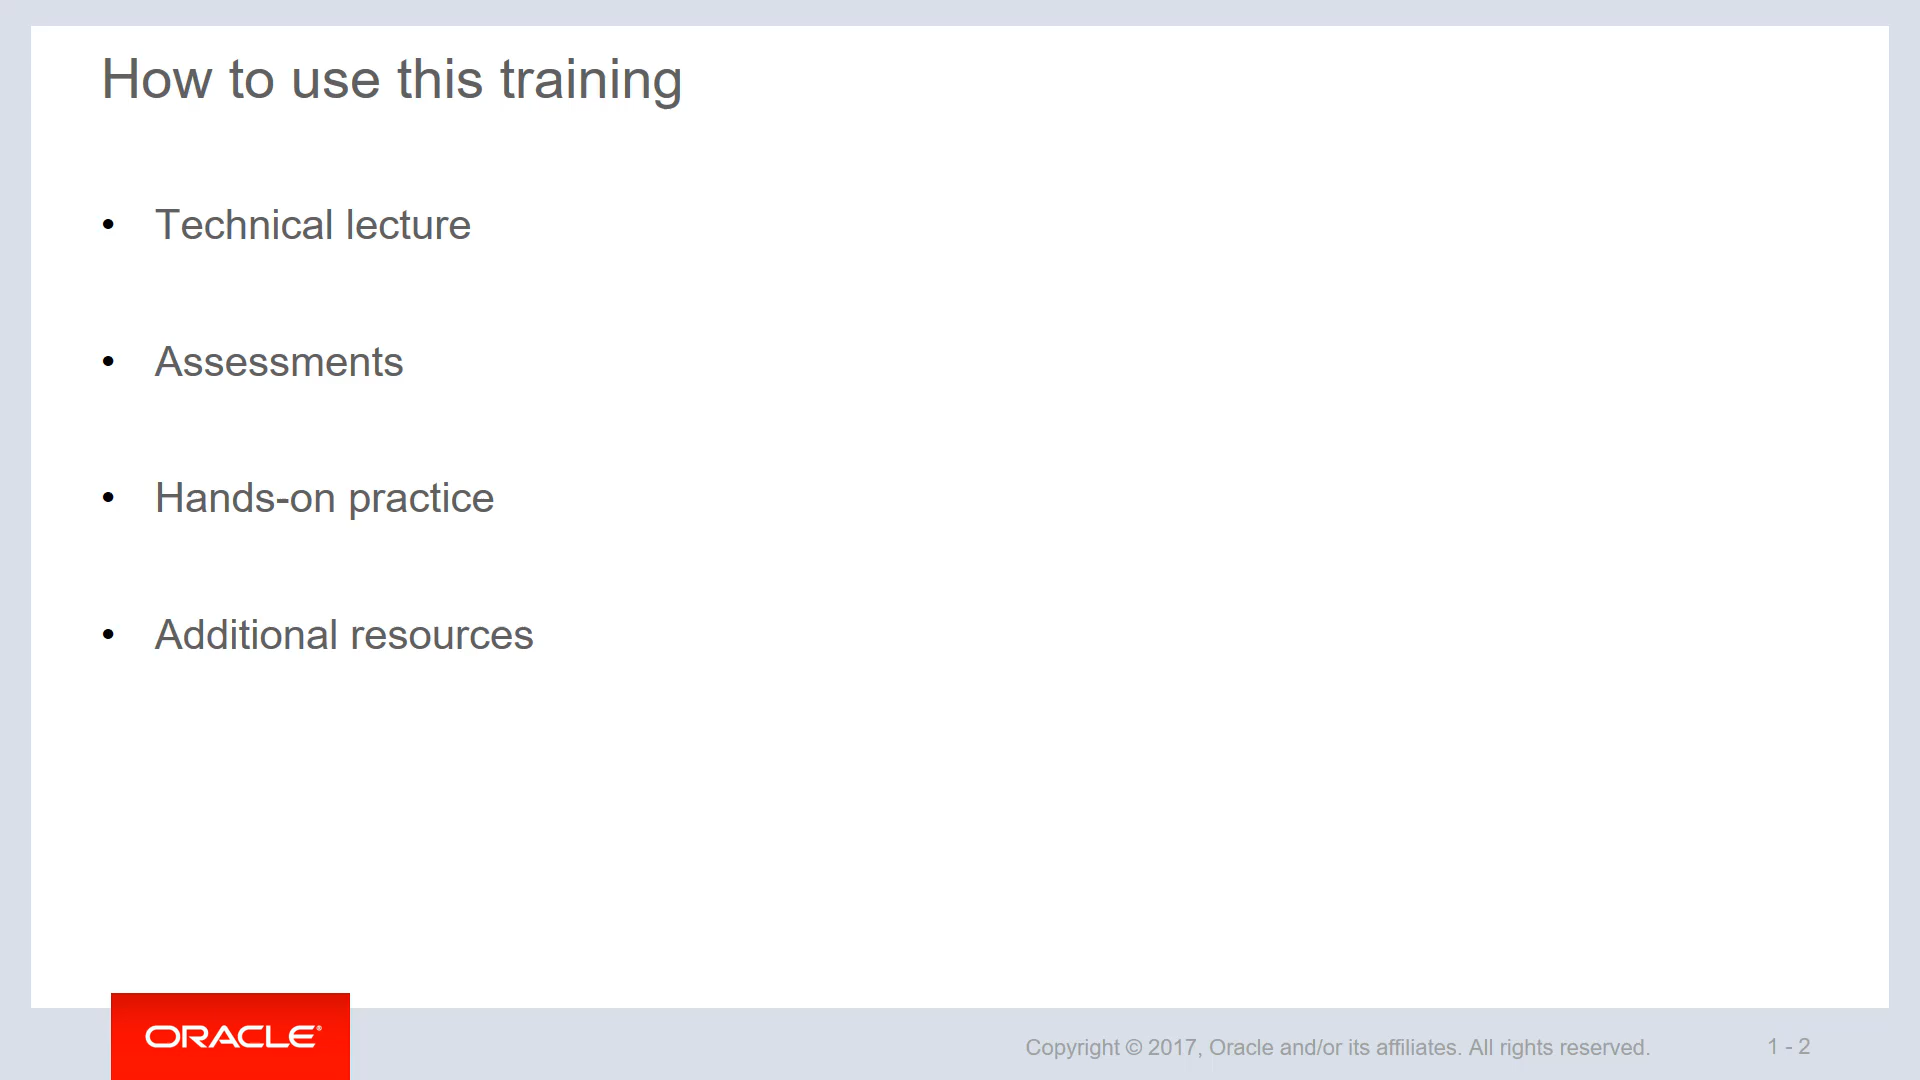 How to use this training
• Technical lecture
• Assessments
• Hands-on practice
• Additional resources
ORACLE®
Copyright © 2017, Oracle and/or its affiliates. All rights reserved.
1 - 2